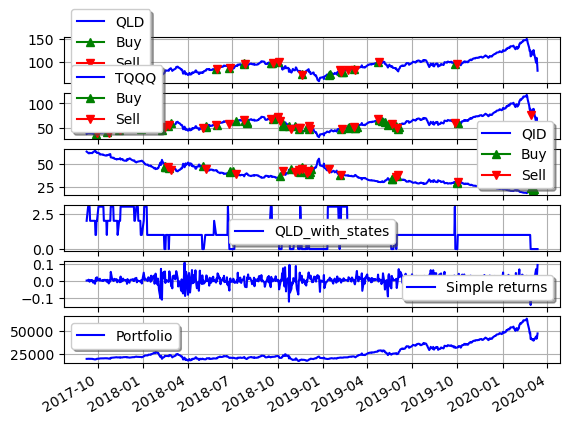 QLD
Buy
Sell
150
100
TQQQ
Buy
Sell
100
50
QID
Buy
Sell
50
25
2.5
0.0
QLD_with_states
0.1
0.0
−0.1
Simple returns
50000
25000
Portfolio
2017-10
2018-01
2018-04
2018-07
2018-10
2019-01
2019-04
2019-07
2019-10
2020-01
2020-04